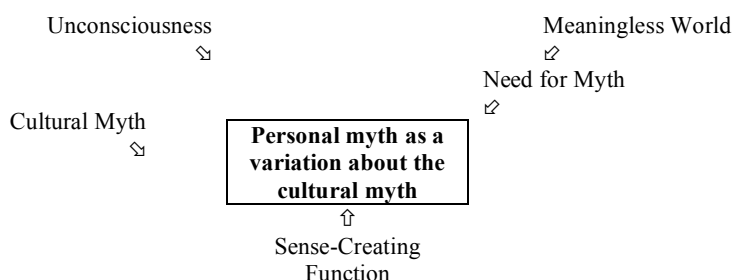 Unconsciousness
Meaningless World
Need for Myth
Cultural Myth
Personal myth as a
variation about the
cultural myth
Sense-Creating
Function